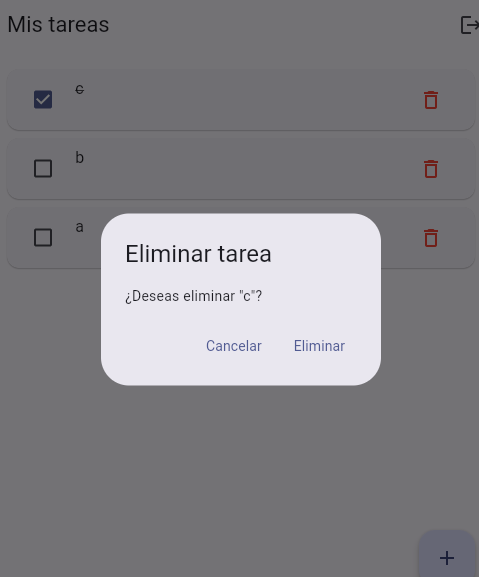 Mis tareas
c
b
a
Eliminar tarea
¿Deseas eliminar "c"?
Cancelar Eliminar